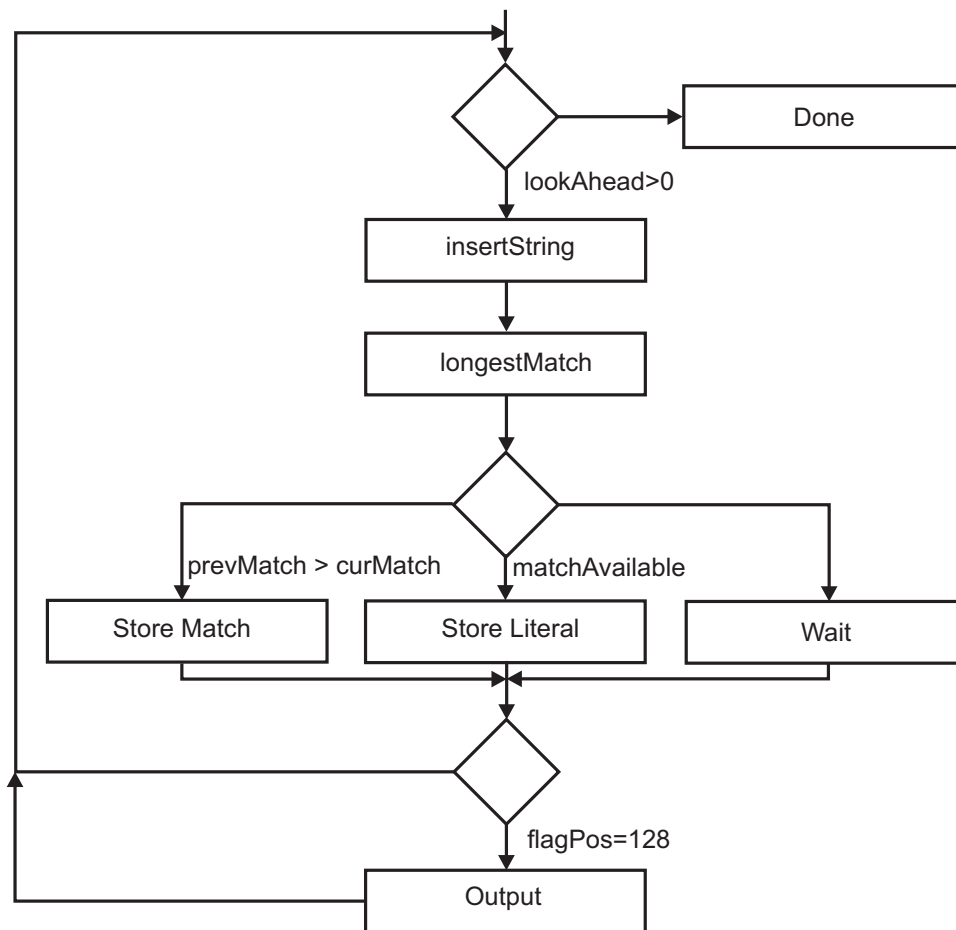 Done
lookAhead>0
insertString
longestMatch
prevMatch > curMatch
matchAvailable
Store Match
Store Literal
Wait
flagPos=128
Output